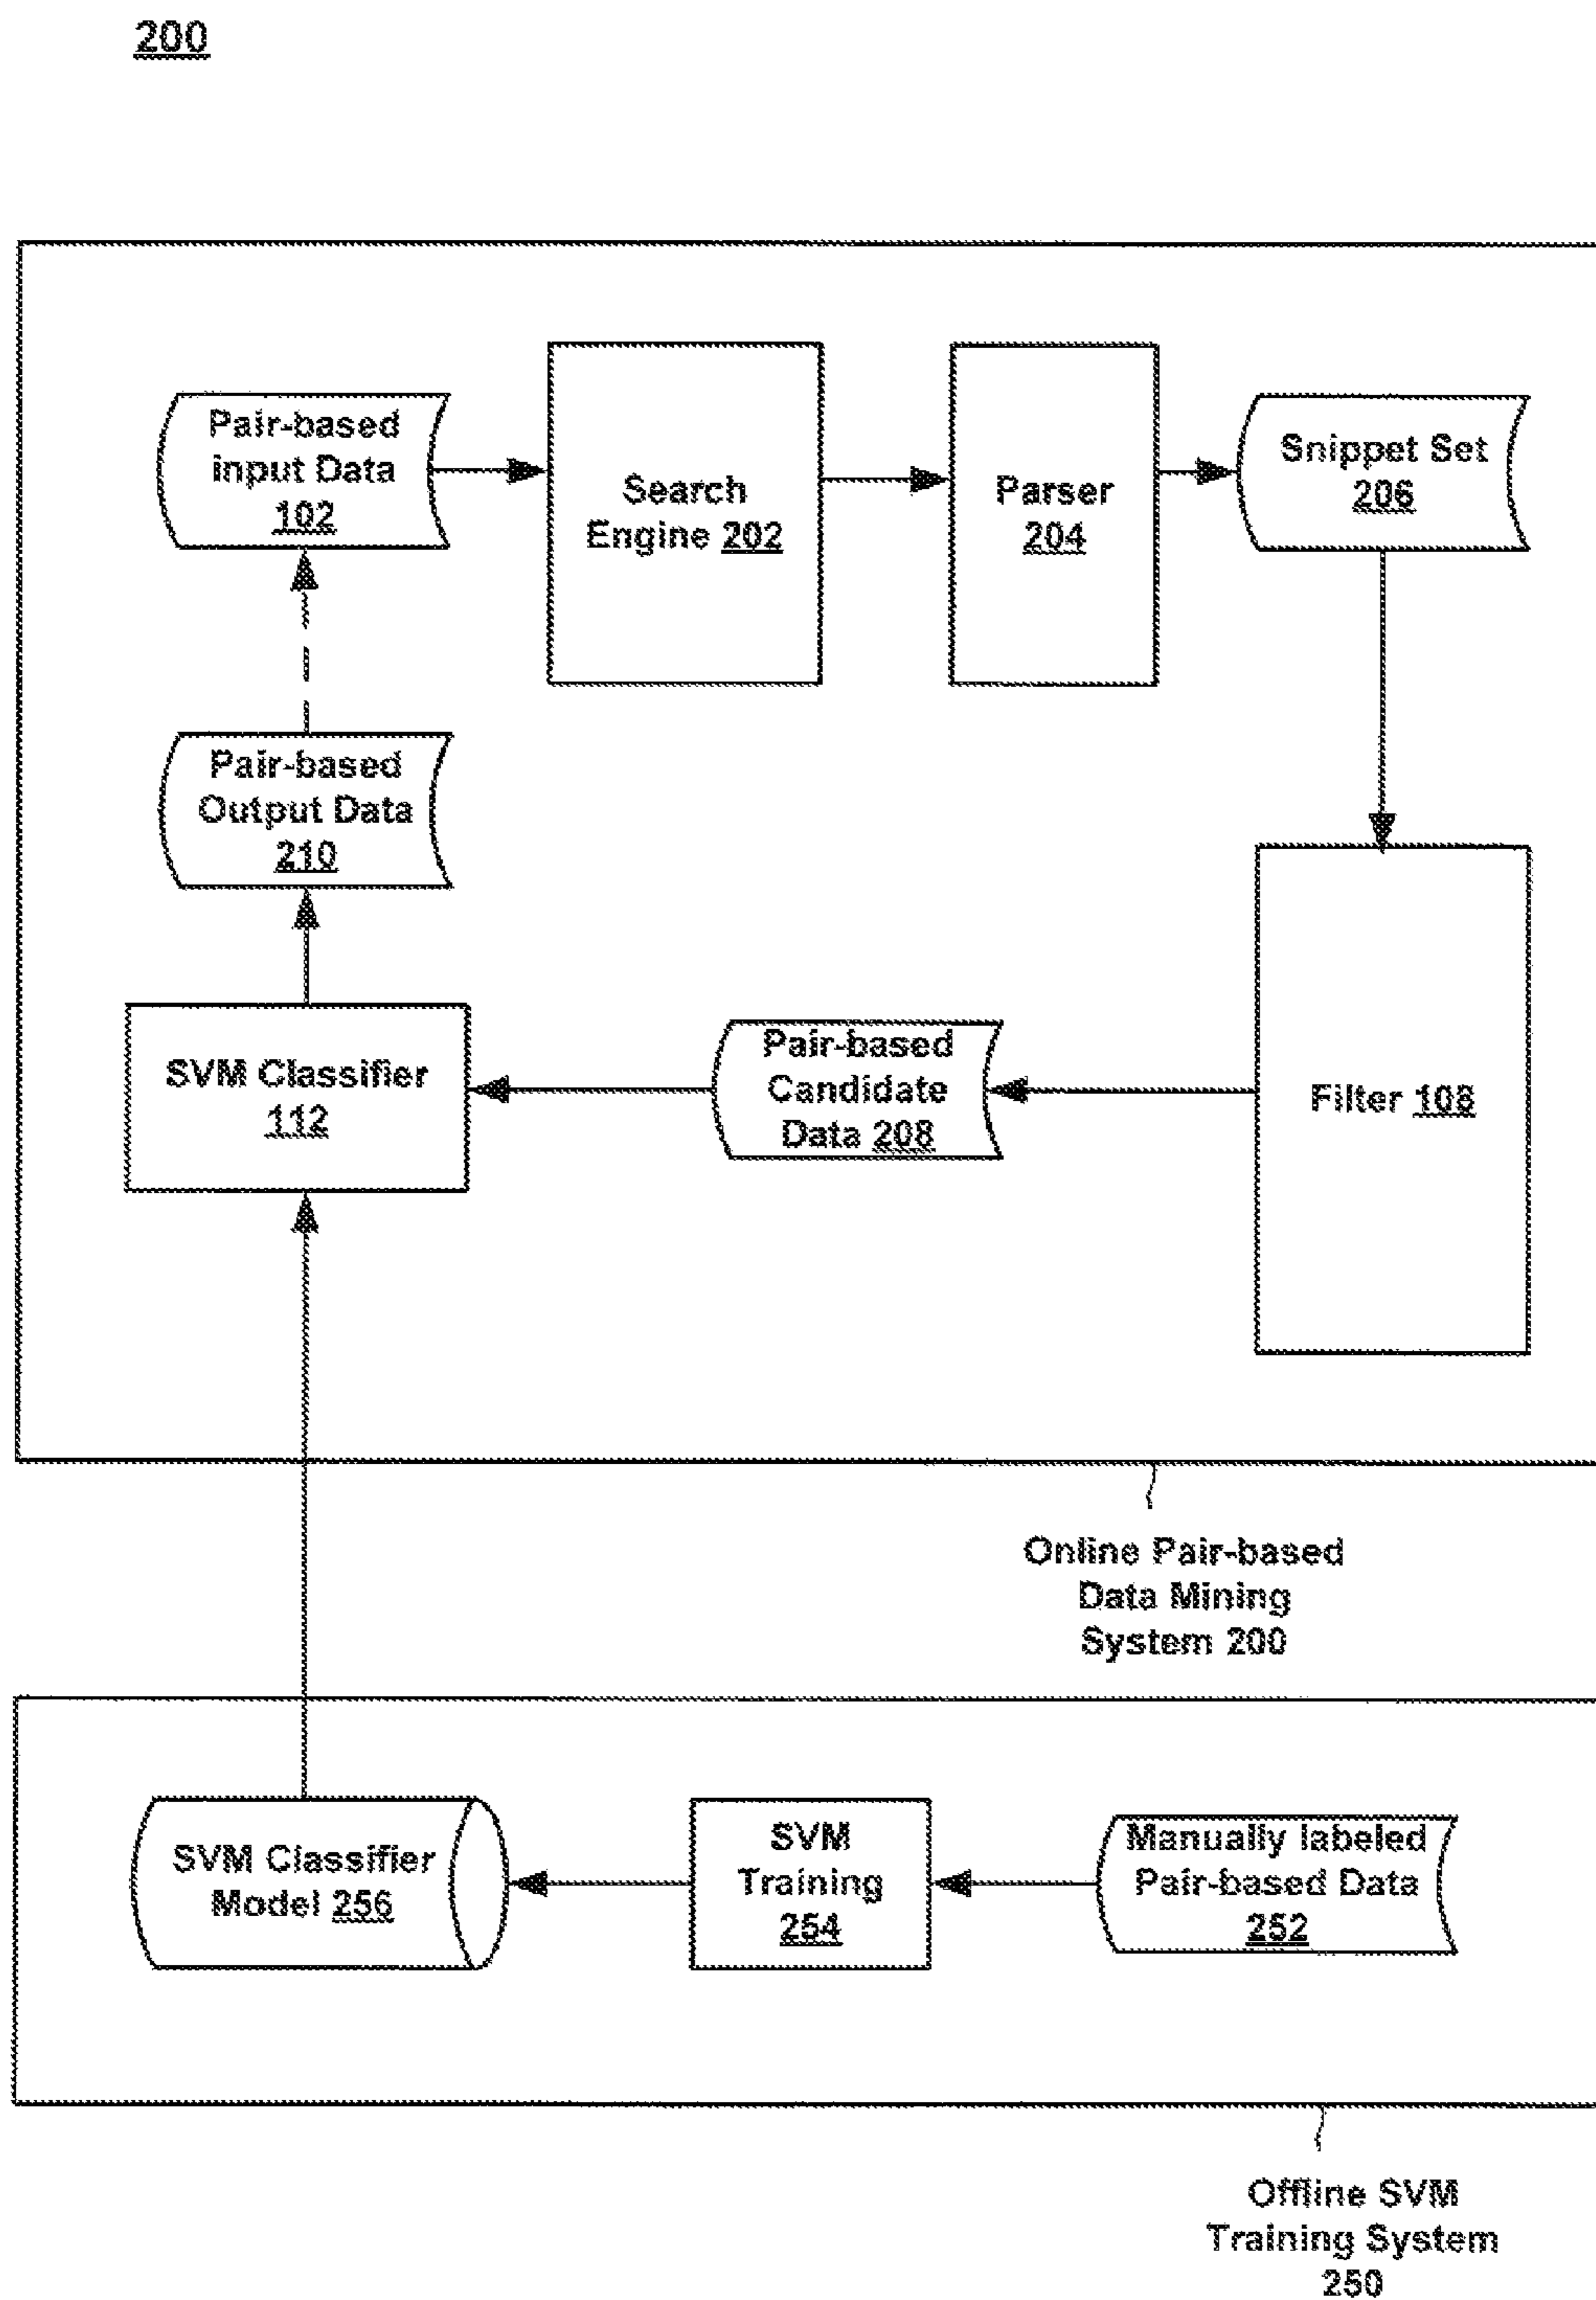 200
Pair-based
input Data
102
Search
Engine 202
Parser
204
Snippet Set
206
Pair-based
Output Data
210
SVM Classifier
112
Pair-based
Candidate
Data 208
Filter 108
Online Pair-based
Data Mining
System 200
SVM Classifier
Model 256
SVM
Training
254
Manually labeled
Pair-based Data
252
Offline SVM
Training System
250